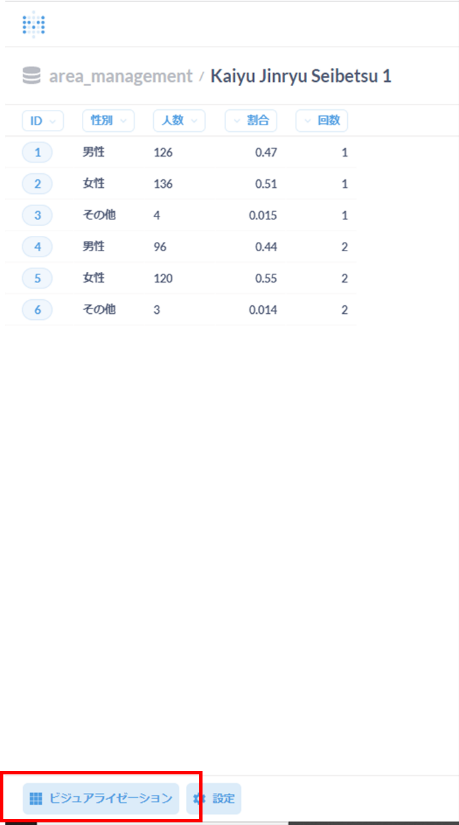 area_management / Kaiyu Jinryu Seibetsu 1
ID 性別 人数 割合 回数
1 男性 126 0.47 1
2 女性 136 0.51 1
3 その他 4 0.015 1
4 男性 96 0.44 2
5 女性 120 0.55 2
6 その他 3 0.014 2
ビジュアライゼーション 設定